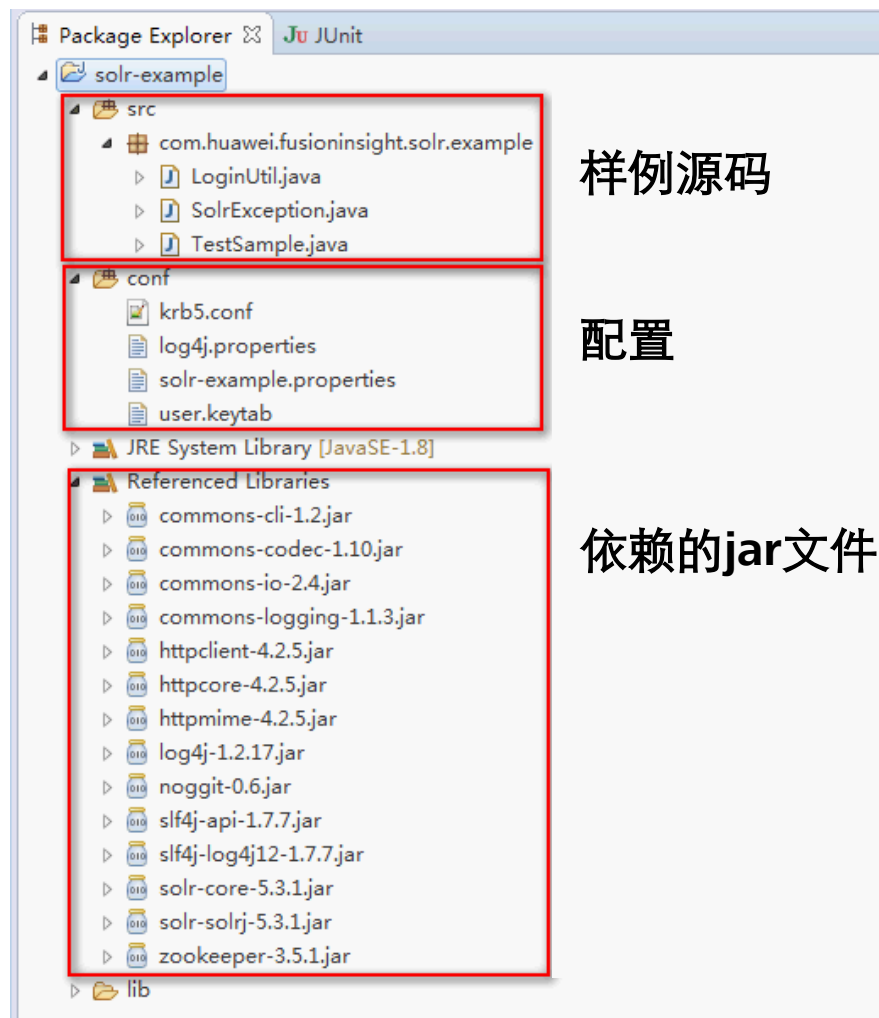 Package Explorer JU JUnit
solr-example
src
com.huawei.fusioninsight.solr.example
LoginUtil.java
SolrException.java
TestSample.java
样例源码
conf
krb5.conf
log4j.properties
solr-example.properties
user.keytab
配置
JRE System Library [JavaSE-1.8]
Referenced Libraries
commons-cli-1.2.jar
commons-codec-1.10.jar
commons-io-2.4.jar
commons-logging-1.1.3.jar
httpclient-4.2.5.jar
httpcore-4.2.5.jar
httpmime-4.2.5.jar
log4j-1.2.17.jar
noggit-0.6.jar
slf4j-api-1.7.7.jar
slf4j-log4j12-1.7.7.jar
solr-core-5.3.1.jar
solr-solrj-5.3.1.jar
zookeeper-3.5.1.jar
依赖的jar文件
lib